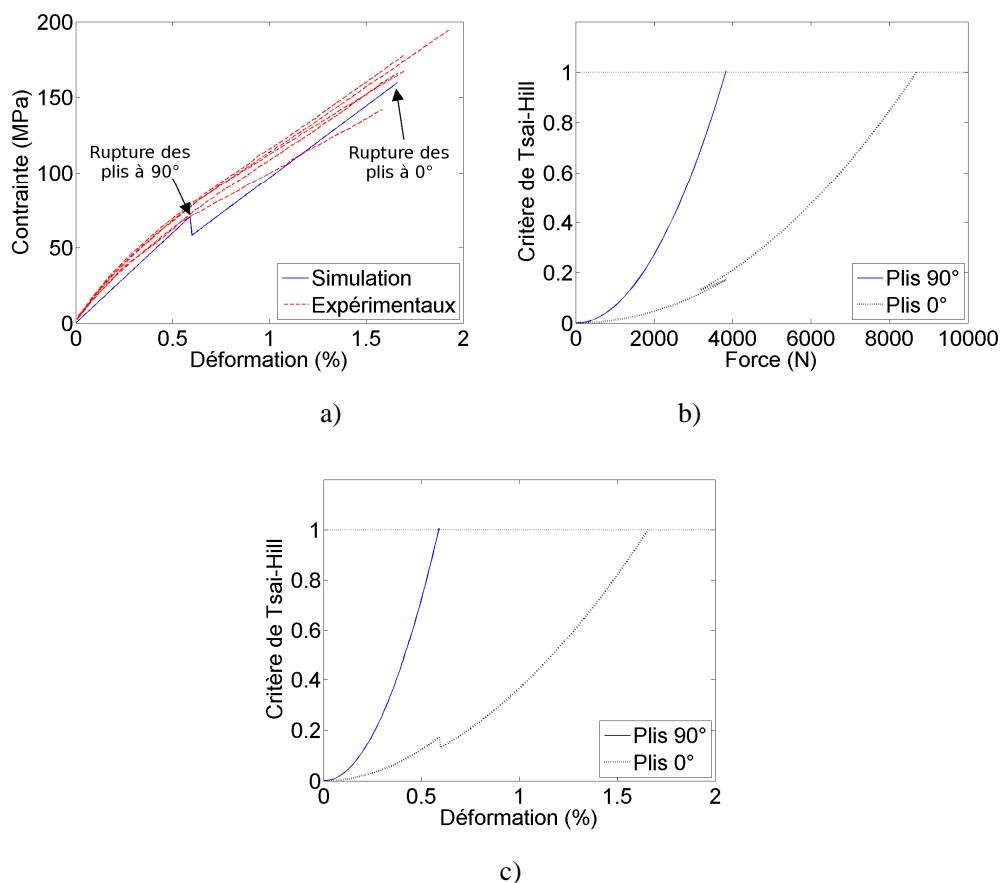 200
150
100
50
0
Contrainte (MPa)
Rupture des
plis à 90°
Rupture des
plis à 0°
Simulation
Expérimentaux
0 0.5 1 1.5 2
Déformation (%)
a)
1
0.8
0.6
0.4
0.2
0
Critère de Tsai-Hill
Plis 90°
Plis 0°
0 2000 4000 6000 8000 10000
Force (N)
b)
1
0.8
0.6
0.4
0.2
0
Critère de Tsai-Hill
Plis 90°
Plis 0°
0 0.5 1 1.5 2
Déformation (%)
c)